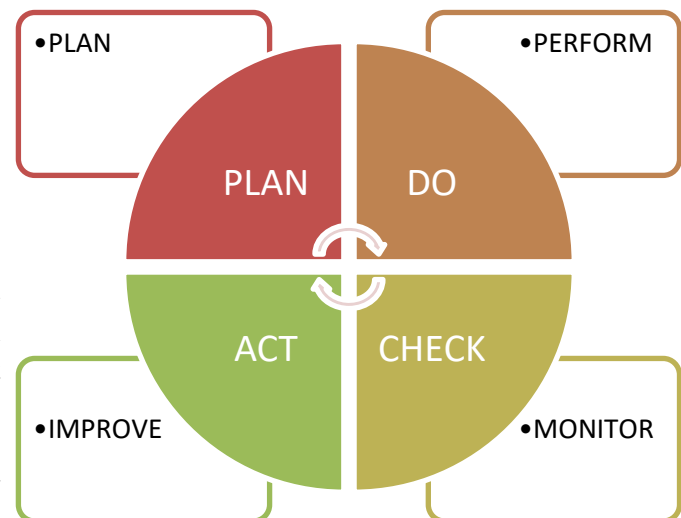 •PLAN
•PERFORM
PLAN
DO
ACT
CHECK
•IMPROVE
•MONITOR